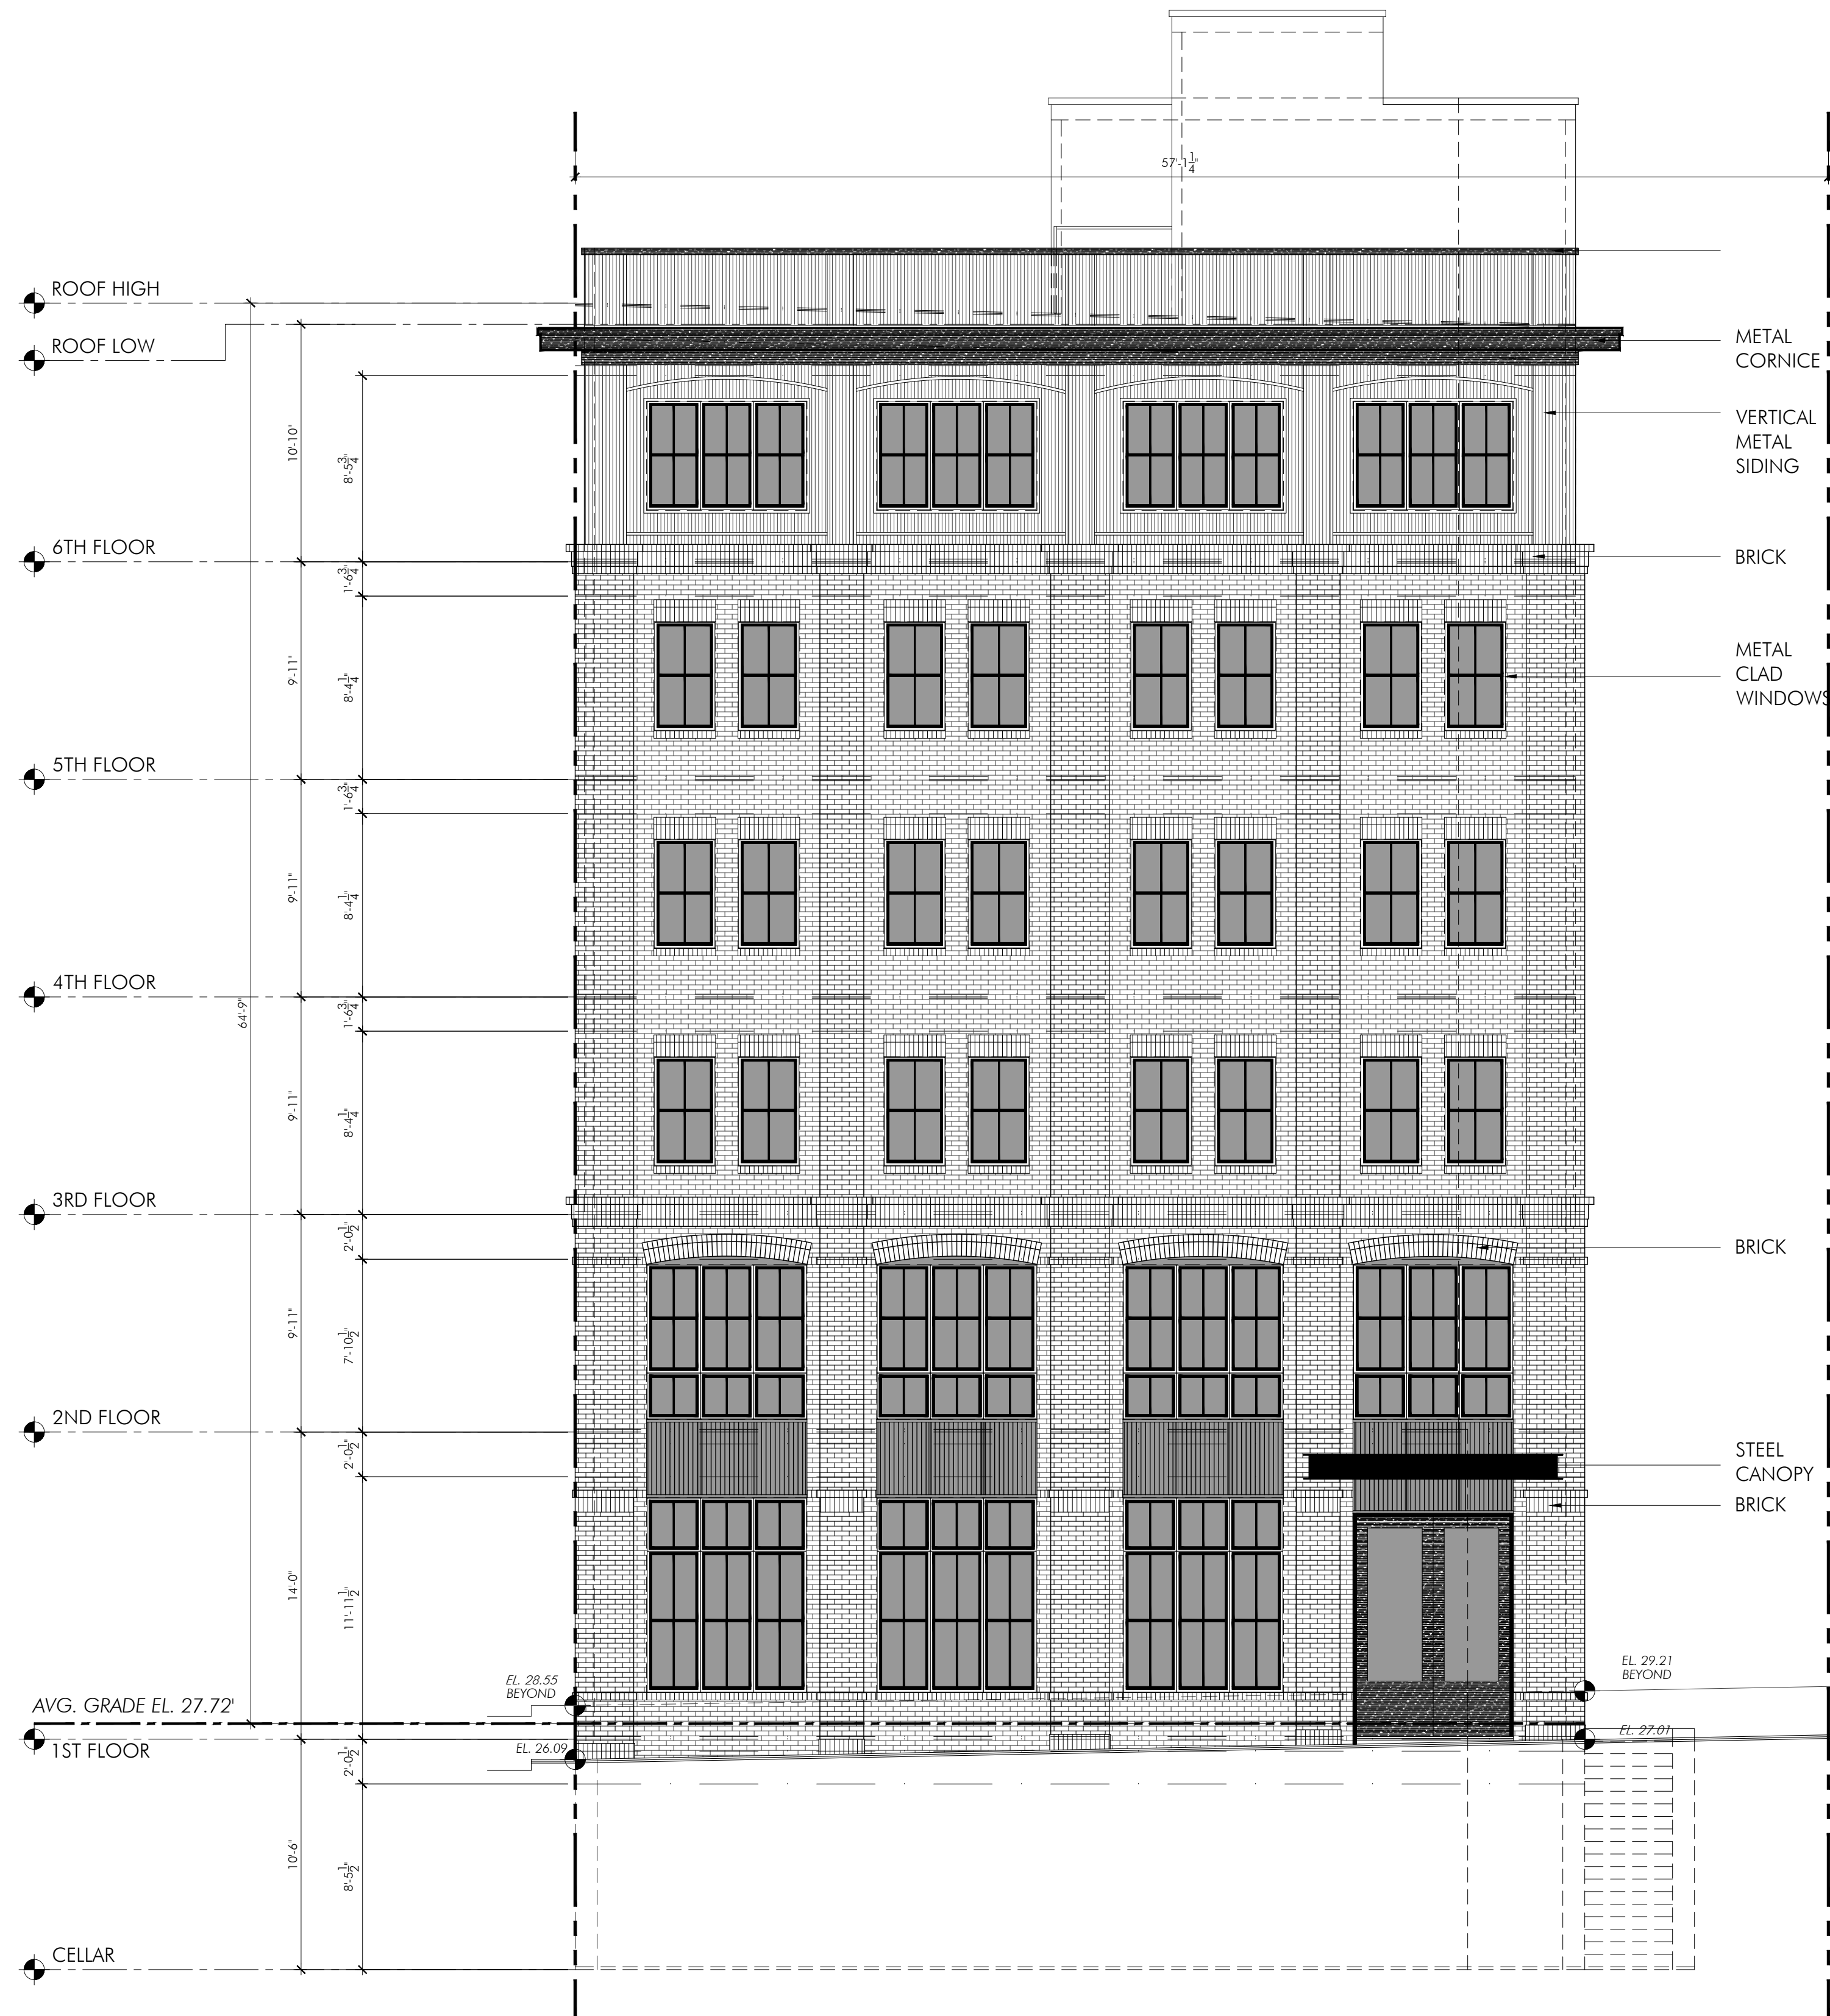 57'-1 1/4"
ROOF HIGH
ROOF LOW
METAL
CORNICE
10'-10"
8'-5 3/4"
VERTICAL
METAL
SIDING
6TH FLOOR
BRICK
1'-6 3/4"
9'-11"
8'-4 1/4"
METAL
CLAD
WINDOWS
5TH FLOOR
1'-6 3/4"
9'-11"
8'-4 1/4"
4TH FLOOR
64'-9"
1'-6 3/4"
9'-11"
8'-4 1/4"
3RD FLOOR
2'-0 1/2"
BRICK
9'-11"
7'-10 1/2"
2ND FLOOR
2'-0 1/2"
STEEL
CANOPY
BRICK
14'-0"
11'-11 1/2"
EL. 28.55
BEYOND
EL. 29.21
BEYOND
AVG. GRADE EL. 27.72'
1ST FLOOR
EL. 26.09
EL. 27.01
2'-0 1/2"
10'-6"
8'-5 1/2"
CELLAR